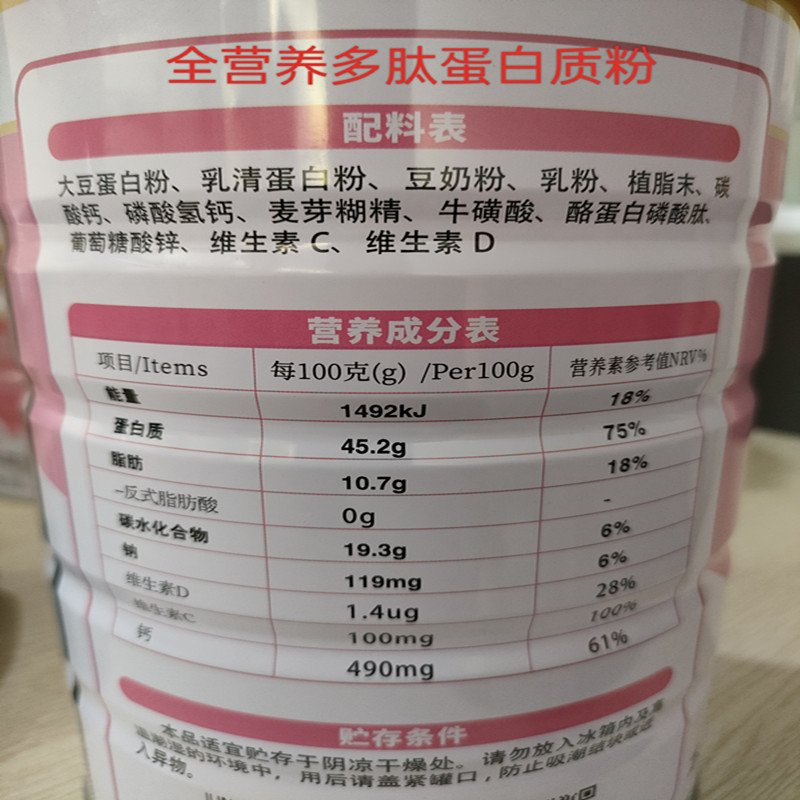 全营养多肽蛋白质粉
配料表
大豆蛋白粉、乳清蛋白粉、豆奶粉、乳粉、植脂末、碳
酸钙、磷酸氢钙、麦芽糊精、牛磺酸、酪蛋白磷酸肽、
葡萄糖酸锌、维生素C、维生素D
营养成分表
项目/Items 每100克(g) /Per100g 营养素参考值NRV%
能量 1492kJ 18%
蛋白质 45.2g 75%
脂肪 10.7g 18%
-反式脂肪酸 0g -
碳水化合物 19.3g 6%
钠 119mg 6%
维生素D 1.4ug 28%
维生素C 100mg 100%
钙 490mg 61%
贮存条件
本品适宜贮存于阴凉干燥处。请勿放入冰箱内及高
温潮湿的环境中，用后请盖紧罐口，防止吸潮结块或
入异物。